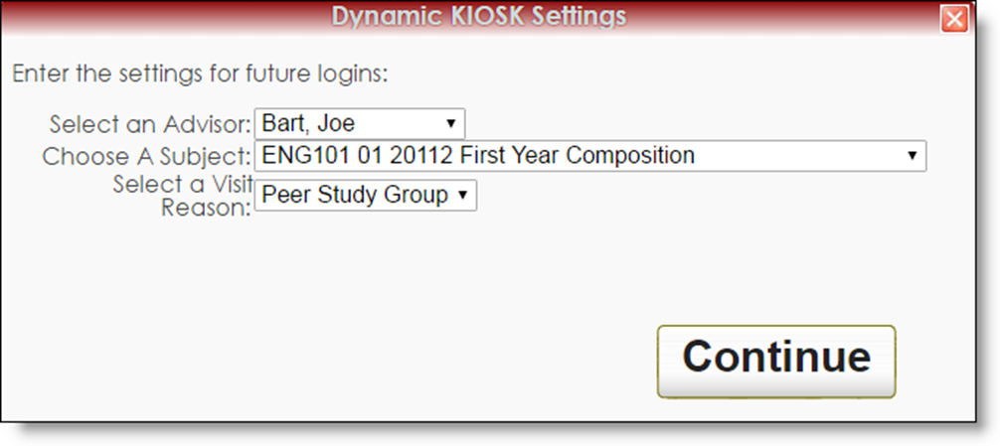 Dynamic KIOSK Settings
Enter the settings for future logins:
Select an Advisor: Bart, Joe
Choose A Subject: ENG101 01 20112 First Year Composition
Select a Visit
Reason: Peer Study Group
Continue